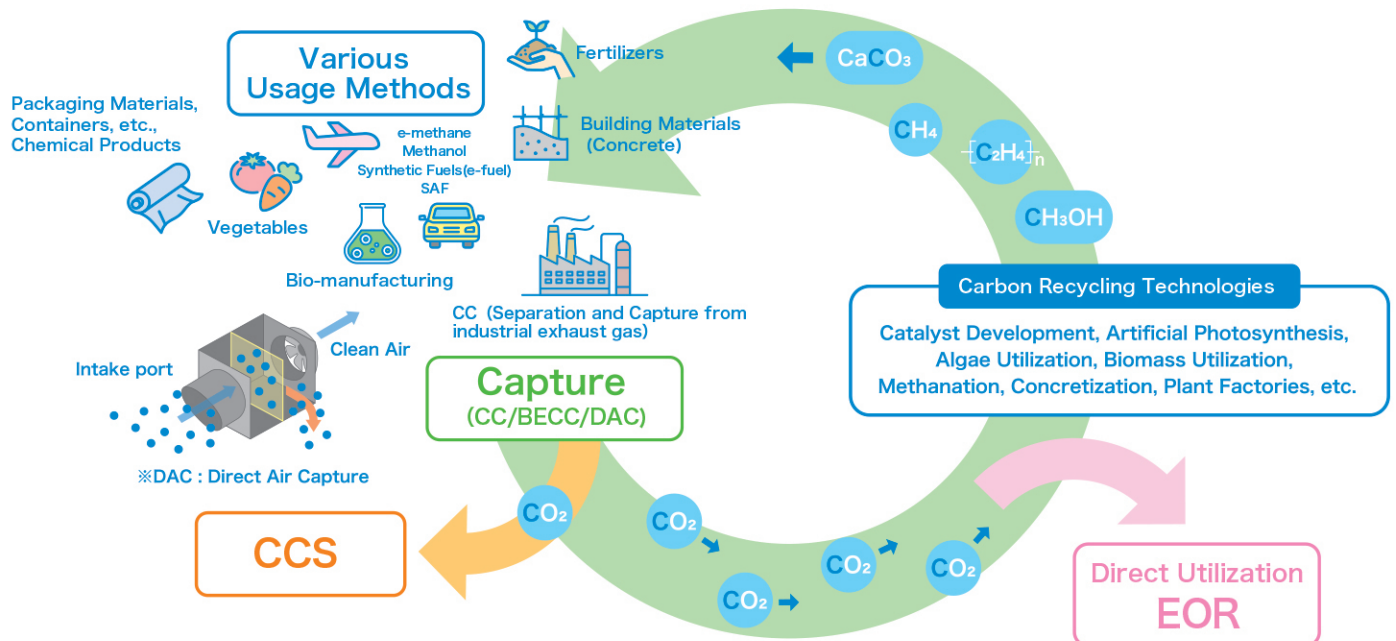 Various
Usage Methods
Fertilizers
Packaging Materials,
Containers, etc.,
Chemical Products
e-methane
Methanol
Synthetic Fuels(e-fuel)
SAF
Building Materials
(Concrete)
Vegetables
Bio-manufacturing
CC (Separation and Capture from
industrial exhaust gas)
Intake port
Clean Air
※DAC : Direct Air Capture
Capture
(CC/BECC/DAC)
CaCO₃
CH₄
-[C₂H₄]-n
CH₃OH
Carbon Recycling Technologies
Catalyst Development, Artificial Photosynthesis,
Algae Utilization, Biomass Utilization,
Methanation, Concretization, Plant Factories, etc.
CO₂
CO₂
CO₂
CO₂
CO₂
CCS
Direct Utilization
EOR